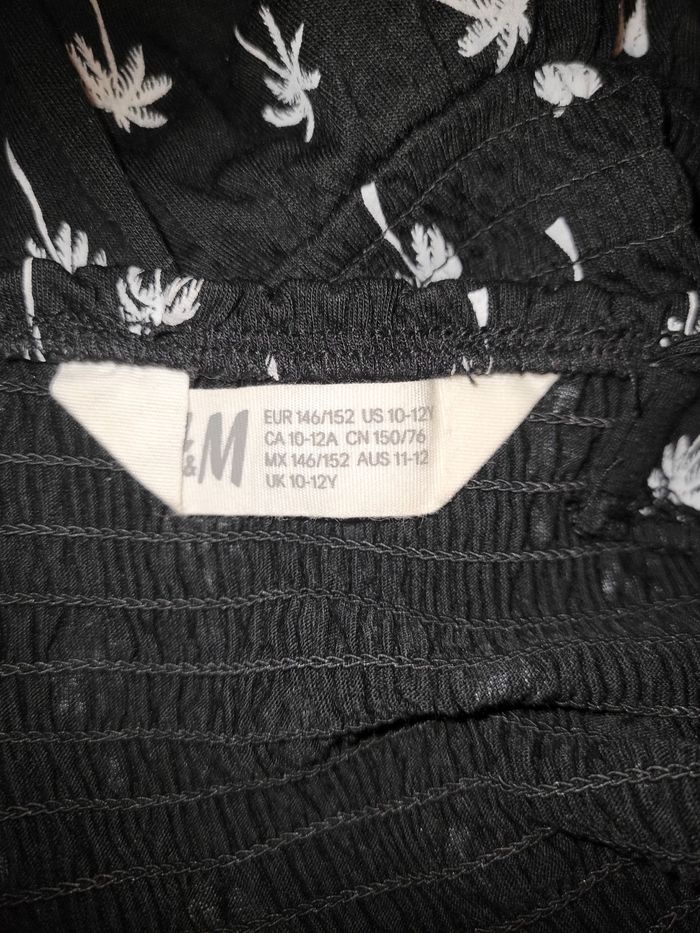 &M
EUR 146/152 US 10-12Y
CA 10-12A CN 150/76
MX 146/152 AUS 11-12
UK 10-12Y